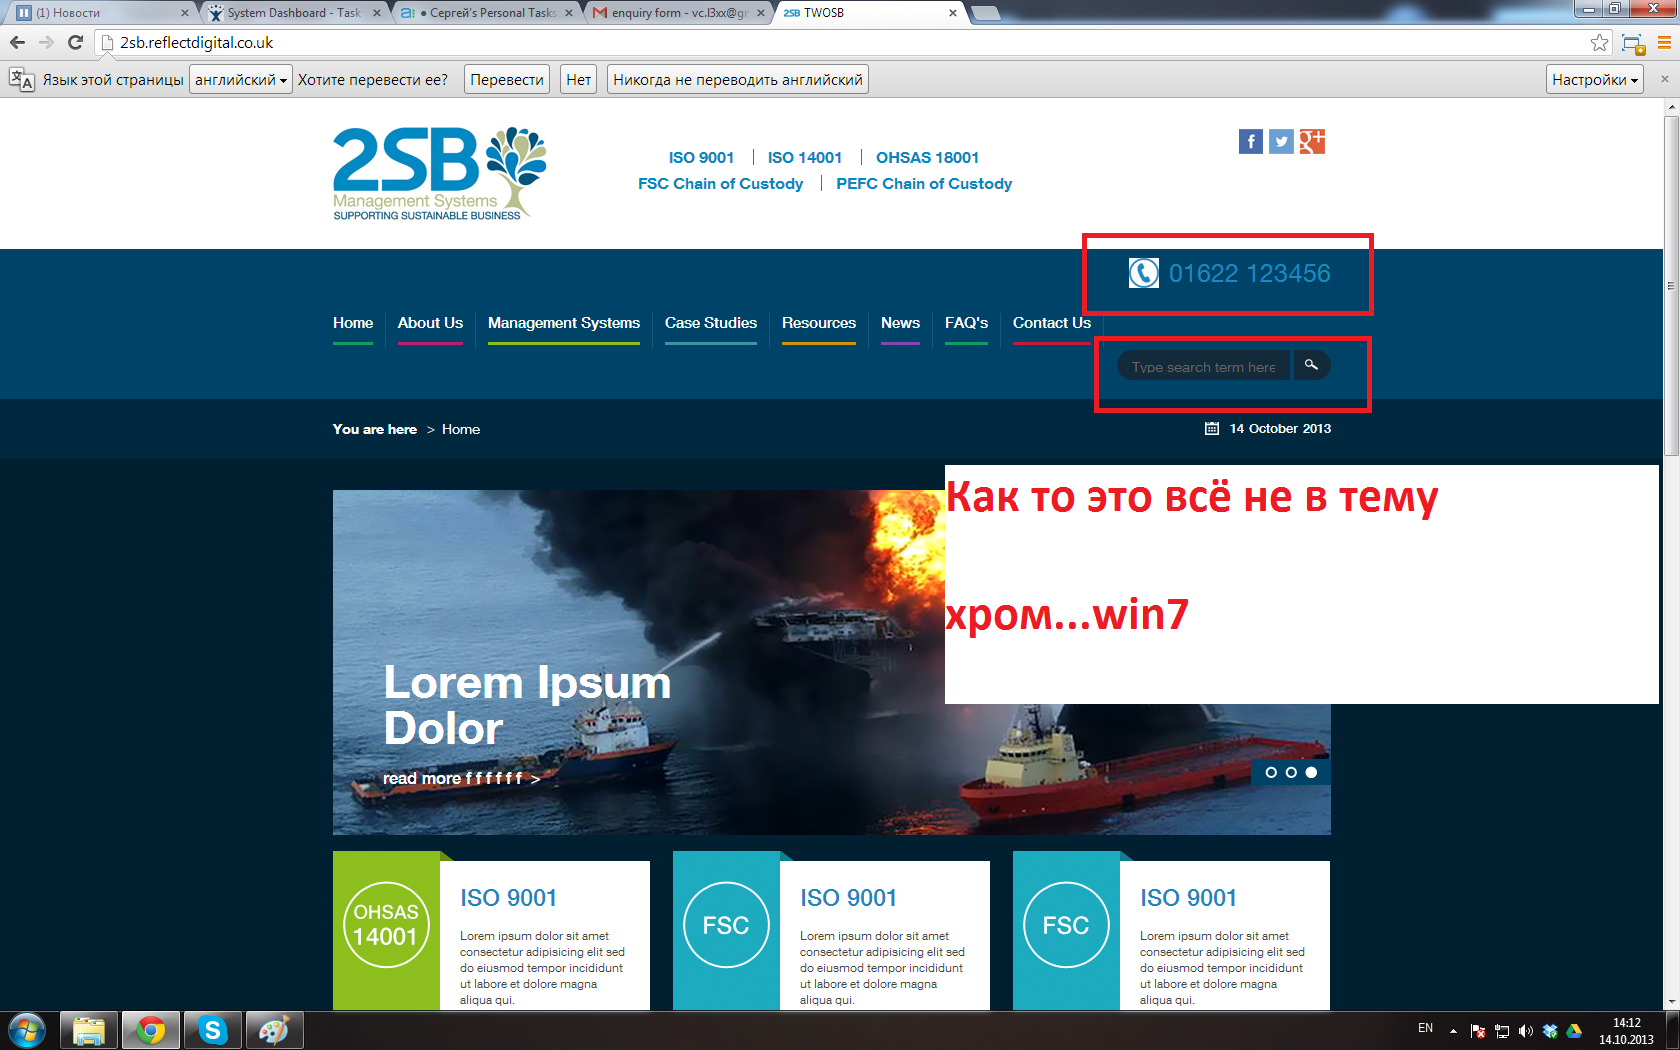 (1) Новости
System Dashboard - Task
● Сергей's Personal Tasks
enquiry form - vc.l3xx@gr
2SB TWOSB
2sb.reflectdigital.co.uk
Язык этой страницы английский Хотите перевести ее? Перевести Нет Никогда не переводить английский Настройки
2SB
Management Systems
SUPPORTING SUSTAINABLE BUSINESS
ISO 9001 | ISO 14001 | OHSAS 18001
FSC Chain of Custody | PEFC Chain of Custody
f g+
01622 123456
Home About Us Management Systems Case Studies Resources News FAQ's Contact Us
Type search term here
You are here > Home
14 October 2013
Как то это всё не в тему
хром...win7
Lorem Ipsum
Dolor
read more f f f f f f >
OHSAS
14001
ISO 9001
Lorem ipsum dolor sit amet
consectetur adipisicing elit sed
do eiusmod tempor incididunt
ut labore et dolore magna
aliqua qui.
FSC
ISO 9001
Lorem ipsum dolor sit amet
consectetur adipisicing elit sed
do eiusmod tempor incididunt
ut labore et dolore magna
aliqua qui.
FSC
ISO 9001
Lorem ipsum dolor sit amet
consectetur adipisicing elit sed
do eiusmod tempor incididunt
ut labore et dolore magna
aliqua qui.
EN
14:12
14.10.2013